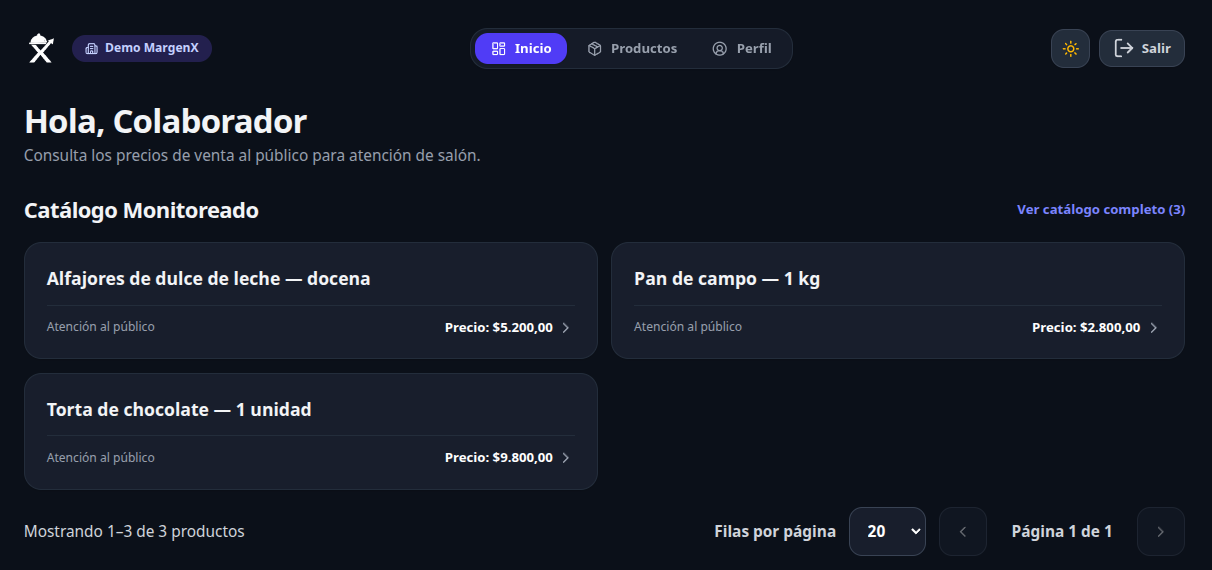 Demo MargenX
Inicio
Productos
Perfil
Salir
Hola, Colaborador
Consulta los precios de venta al público para atención de salón.
Catálogo Monitoreado
Ver catálogo completo (3)
Alfajores de dulce de leche — docena
Atención al público
Precio: $5.200,00
Pan de campo — 1 kg
Atención al público
Precio: $2.800,00
Torta de chocolate — 1 unidad
Atención al público
Precio: $9.800,00
Mostrando 1–3 de 3 productos
Filas por página
20
Página 1 de 1